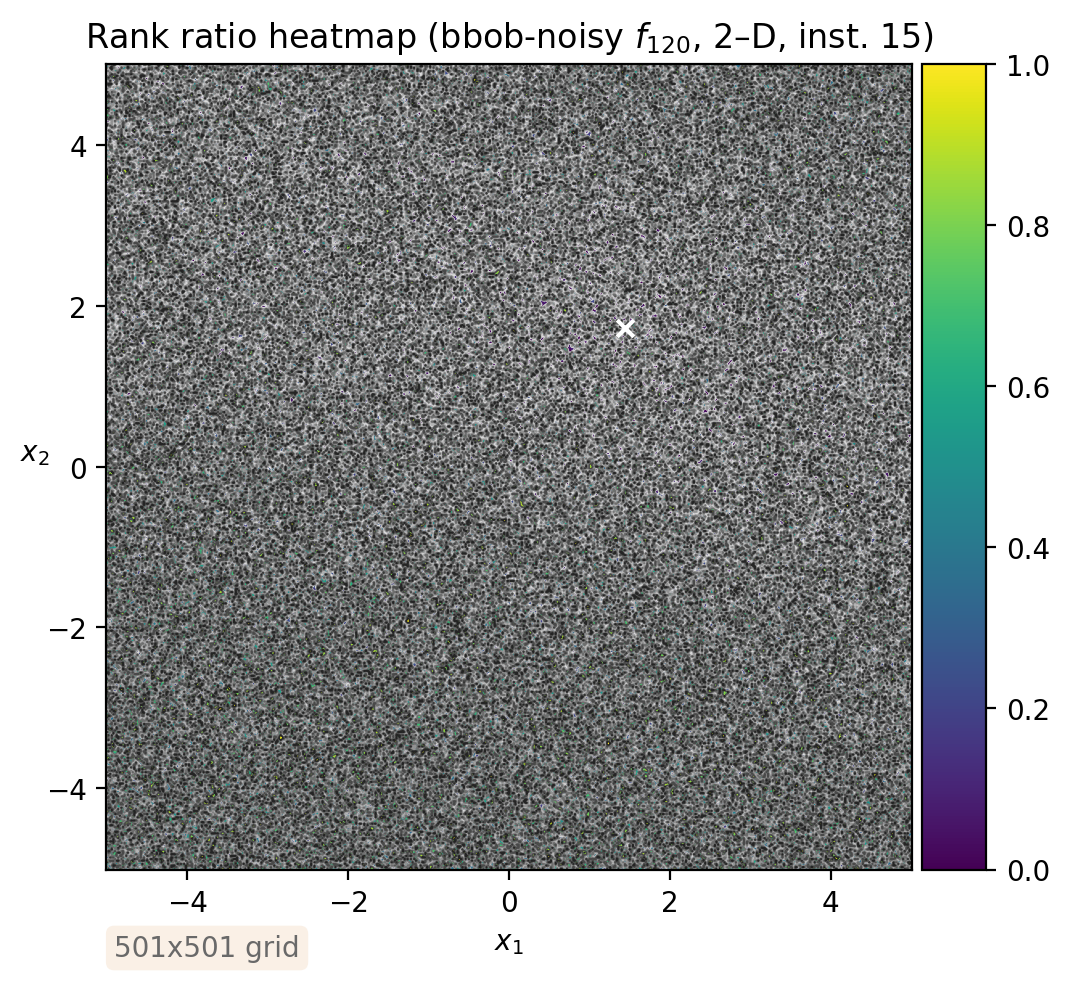 Rank ratio heatmap (bbob-noisy f₁₂₀, 2–D, inst. 15)
1.0
0.8
0.6
0.4
0.2
0.0
4
2
0
−2
−4
x₂
−4 −2 0 2 4
x₁
501x501 grid